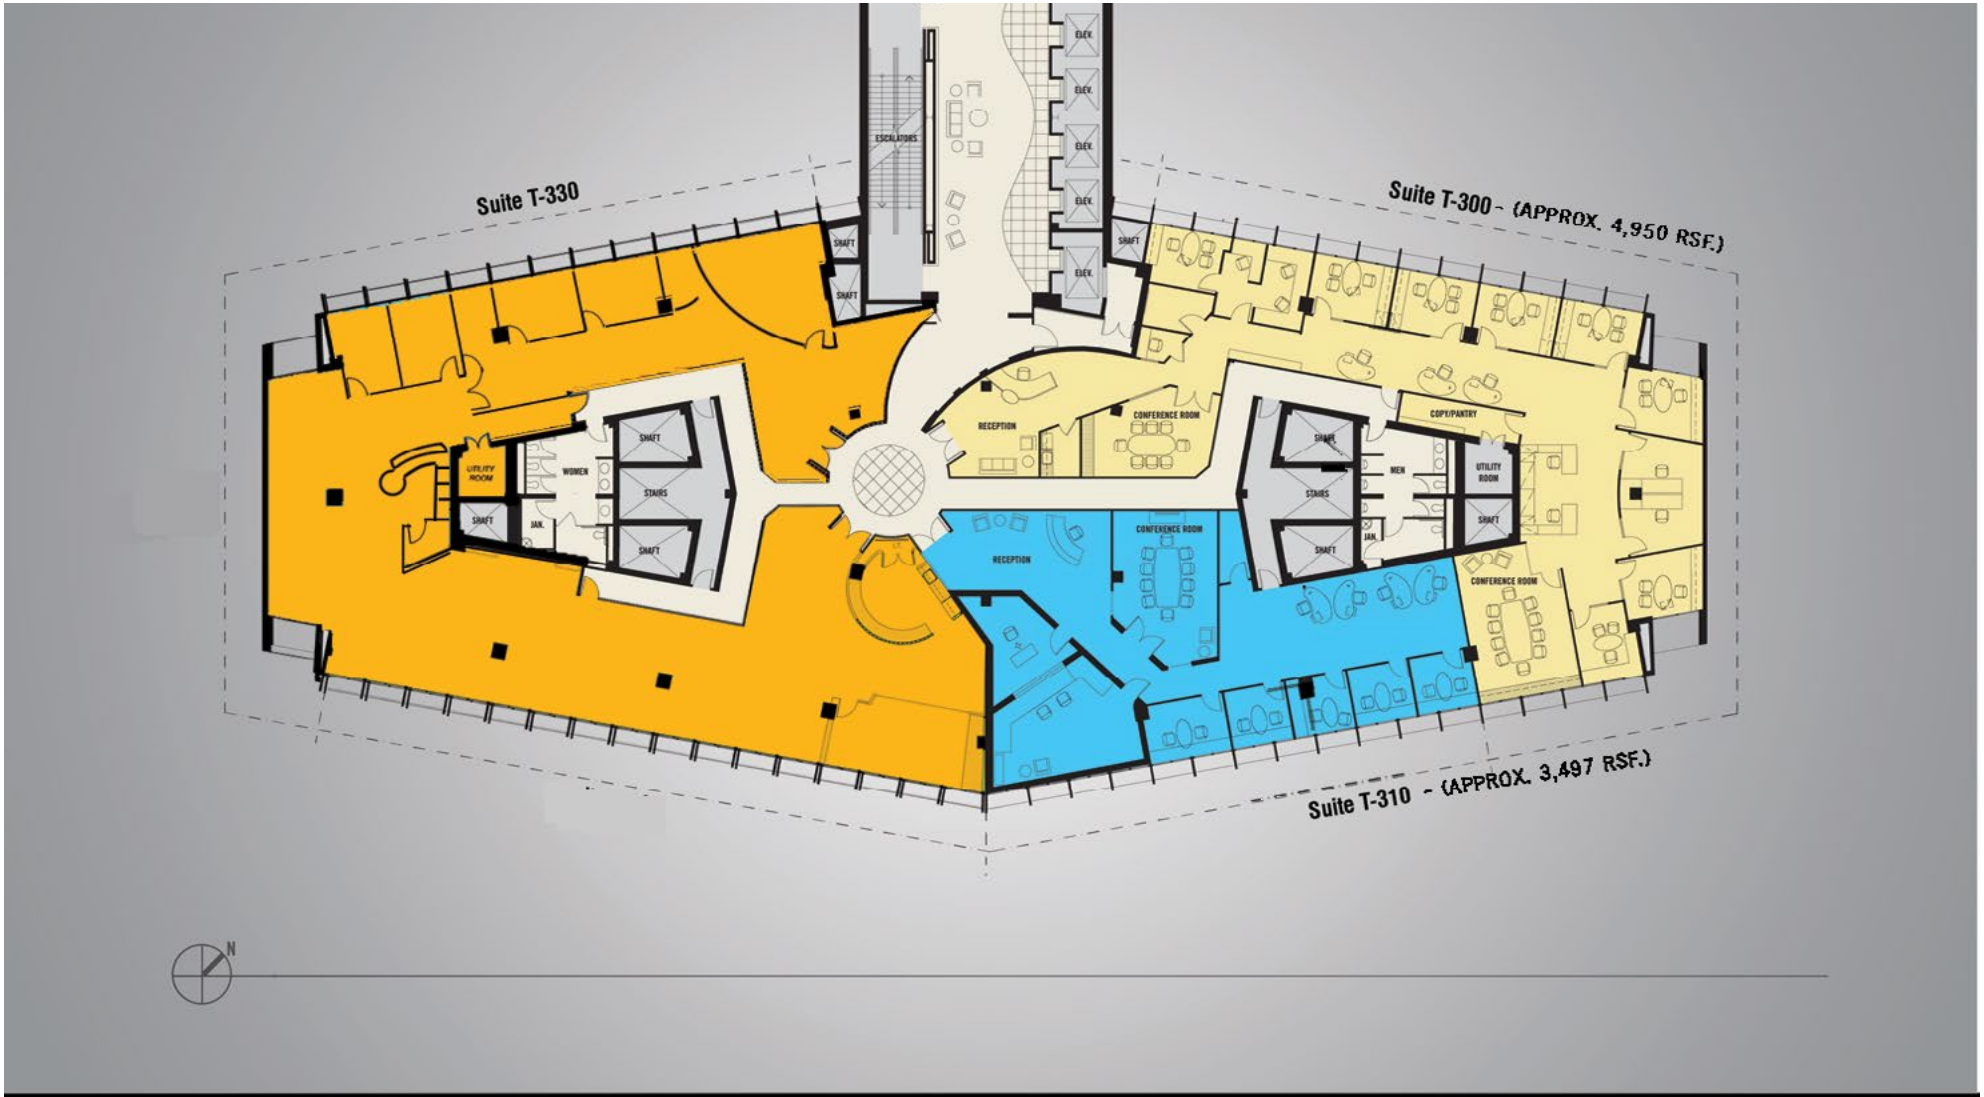 ELEV.
ELEV.
ESCALATORS
ELEV.
ELEV.
Suite T-330
Suite T-300 - (APPROX. 4,950 RSF.)
SHAFT
SHAFT
ELEV.
SHAFT
RECEPTION
CONFERENCE ROOM
COPY/PANTRY
SHAFT
SHAFT
UTILITY
ROOM
WOMEN
MEN
UTILITY
ROOM
STAIRS
STAIRS
SHAFT
JAN.
SHAFT
JAN.
SHAFT
SHAFT
RECEPTION
CONFERENCE ROOM
CONFERENCE ROOM
Suite T-310 - (APPROX. 3,497 RSF.)
N